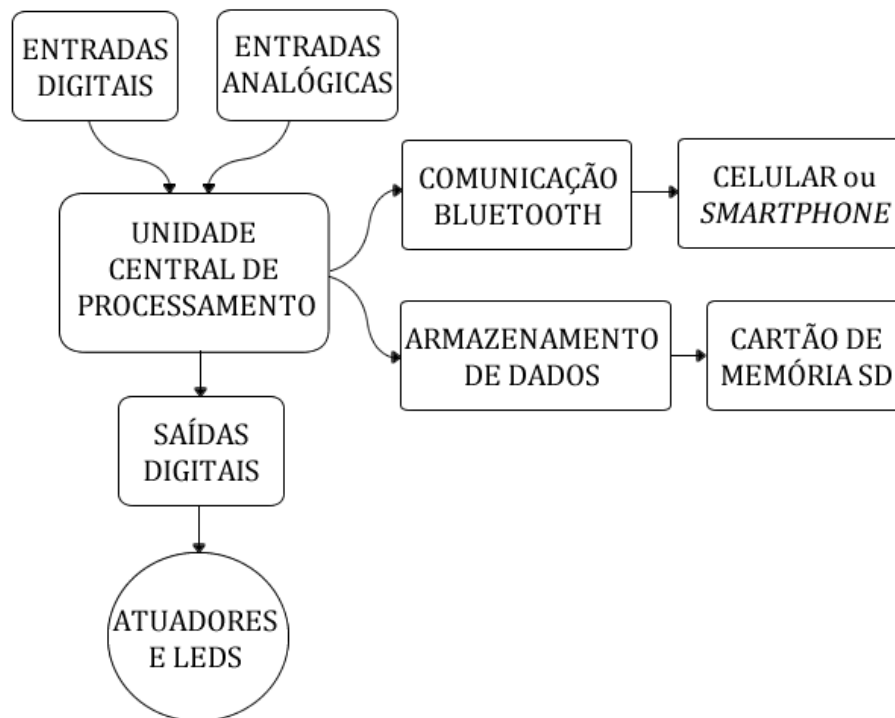 ENTRADAS
DIGITAIS
ENTRADAS
ANALÓGICAS
UNIDADE
CENTRAL DE
PROCESSAMENTO
COMUNICAÇÃO
BLUETOOTH
CELULAR ou
SMARTPHONE
ARMAZENAMENTO
DE DADOS
CARTÃO DE
MEMÓRIA SD
SAÍDAS
DIGITAIS
ATUADORES
E LEDS